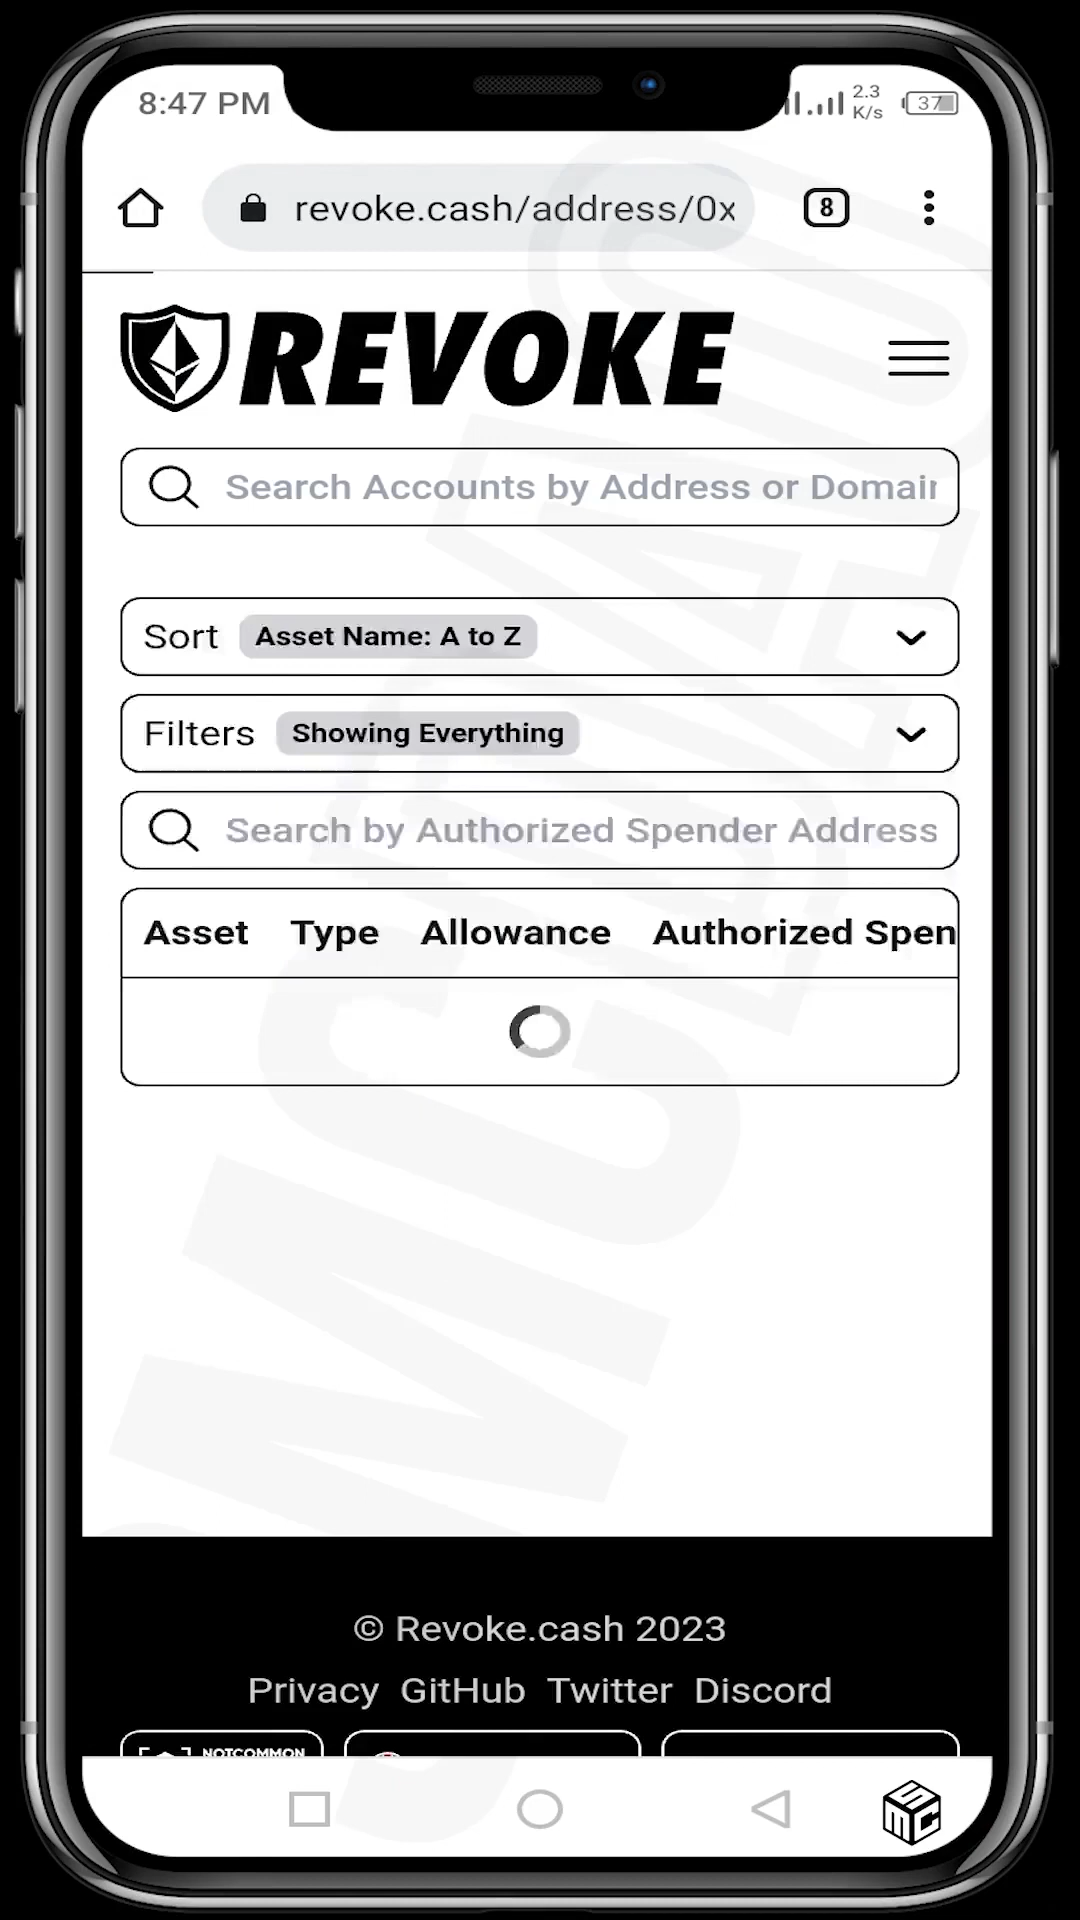 8:47 PM
2.3
K/s
37
revoke.cash/address/0x
8
REVOKE
Search Accounts by Address or Domain
Sort Asset Name: A to Z
Filters Showing Everything
Search by Authorized Spender Address
Asset Type Allowance Authorized Spen
© Revoke.cash 2023
Privacy GitHub Twitter Discord
NOTCOMMON